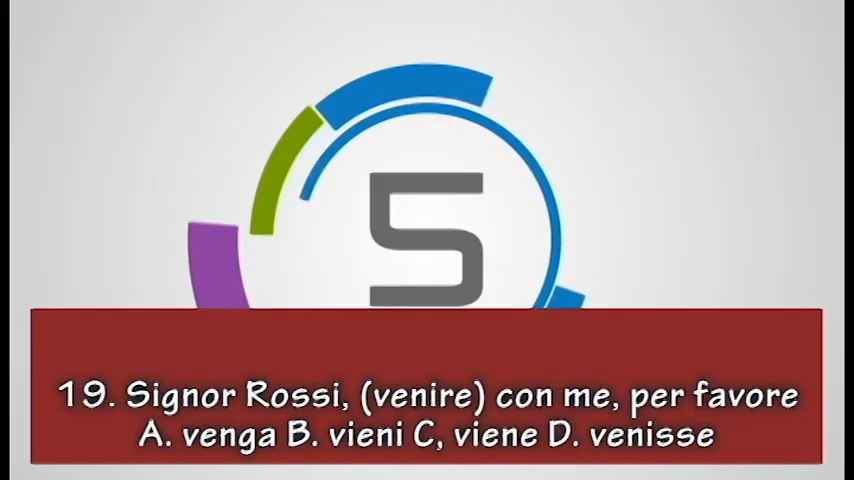 5
19. Signor Rossi, (venire) con me, per favore
A. venga B. vieni C, viene D. venisse